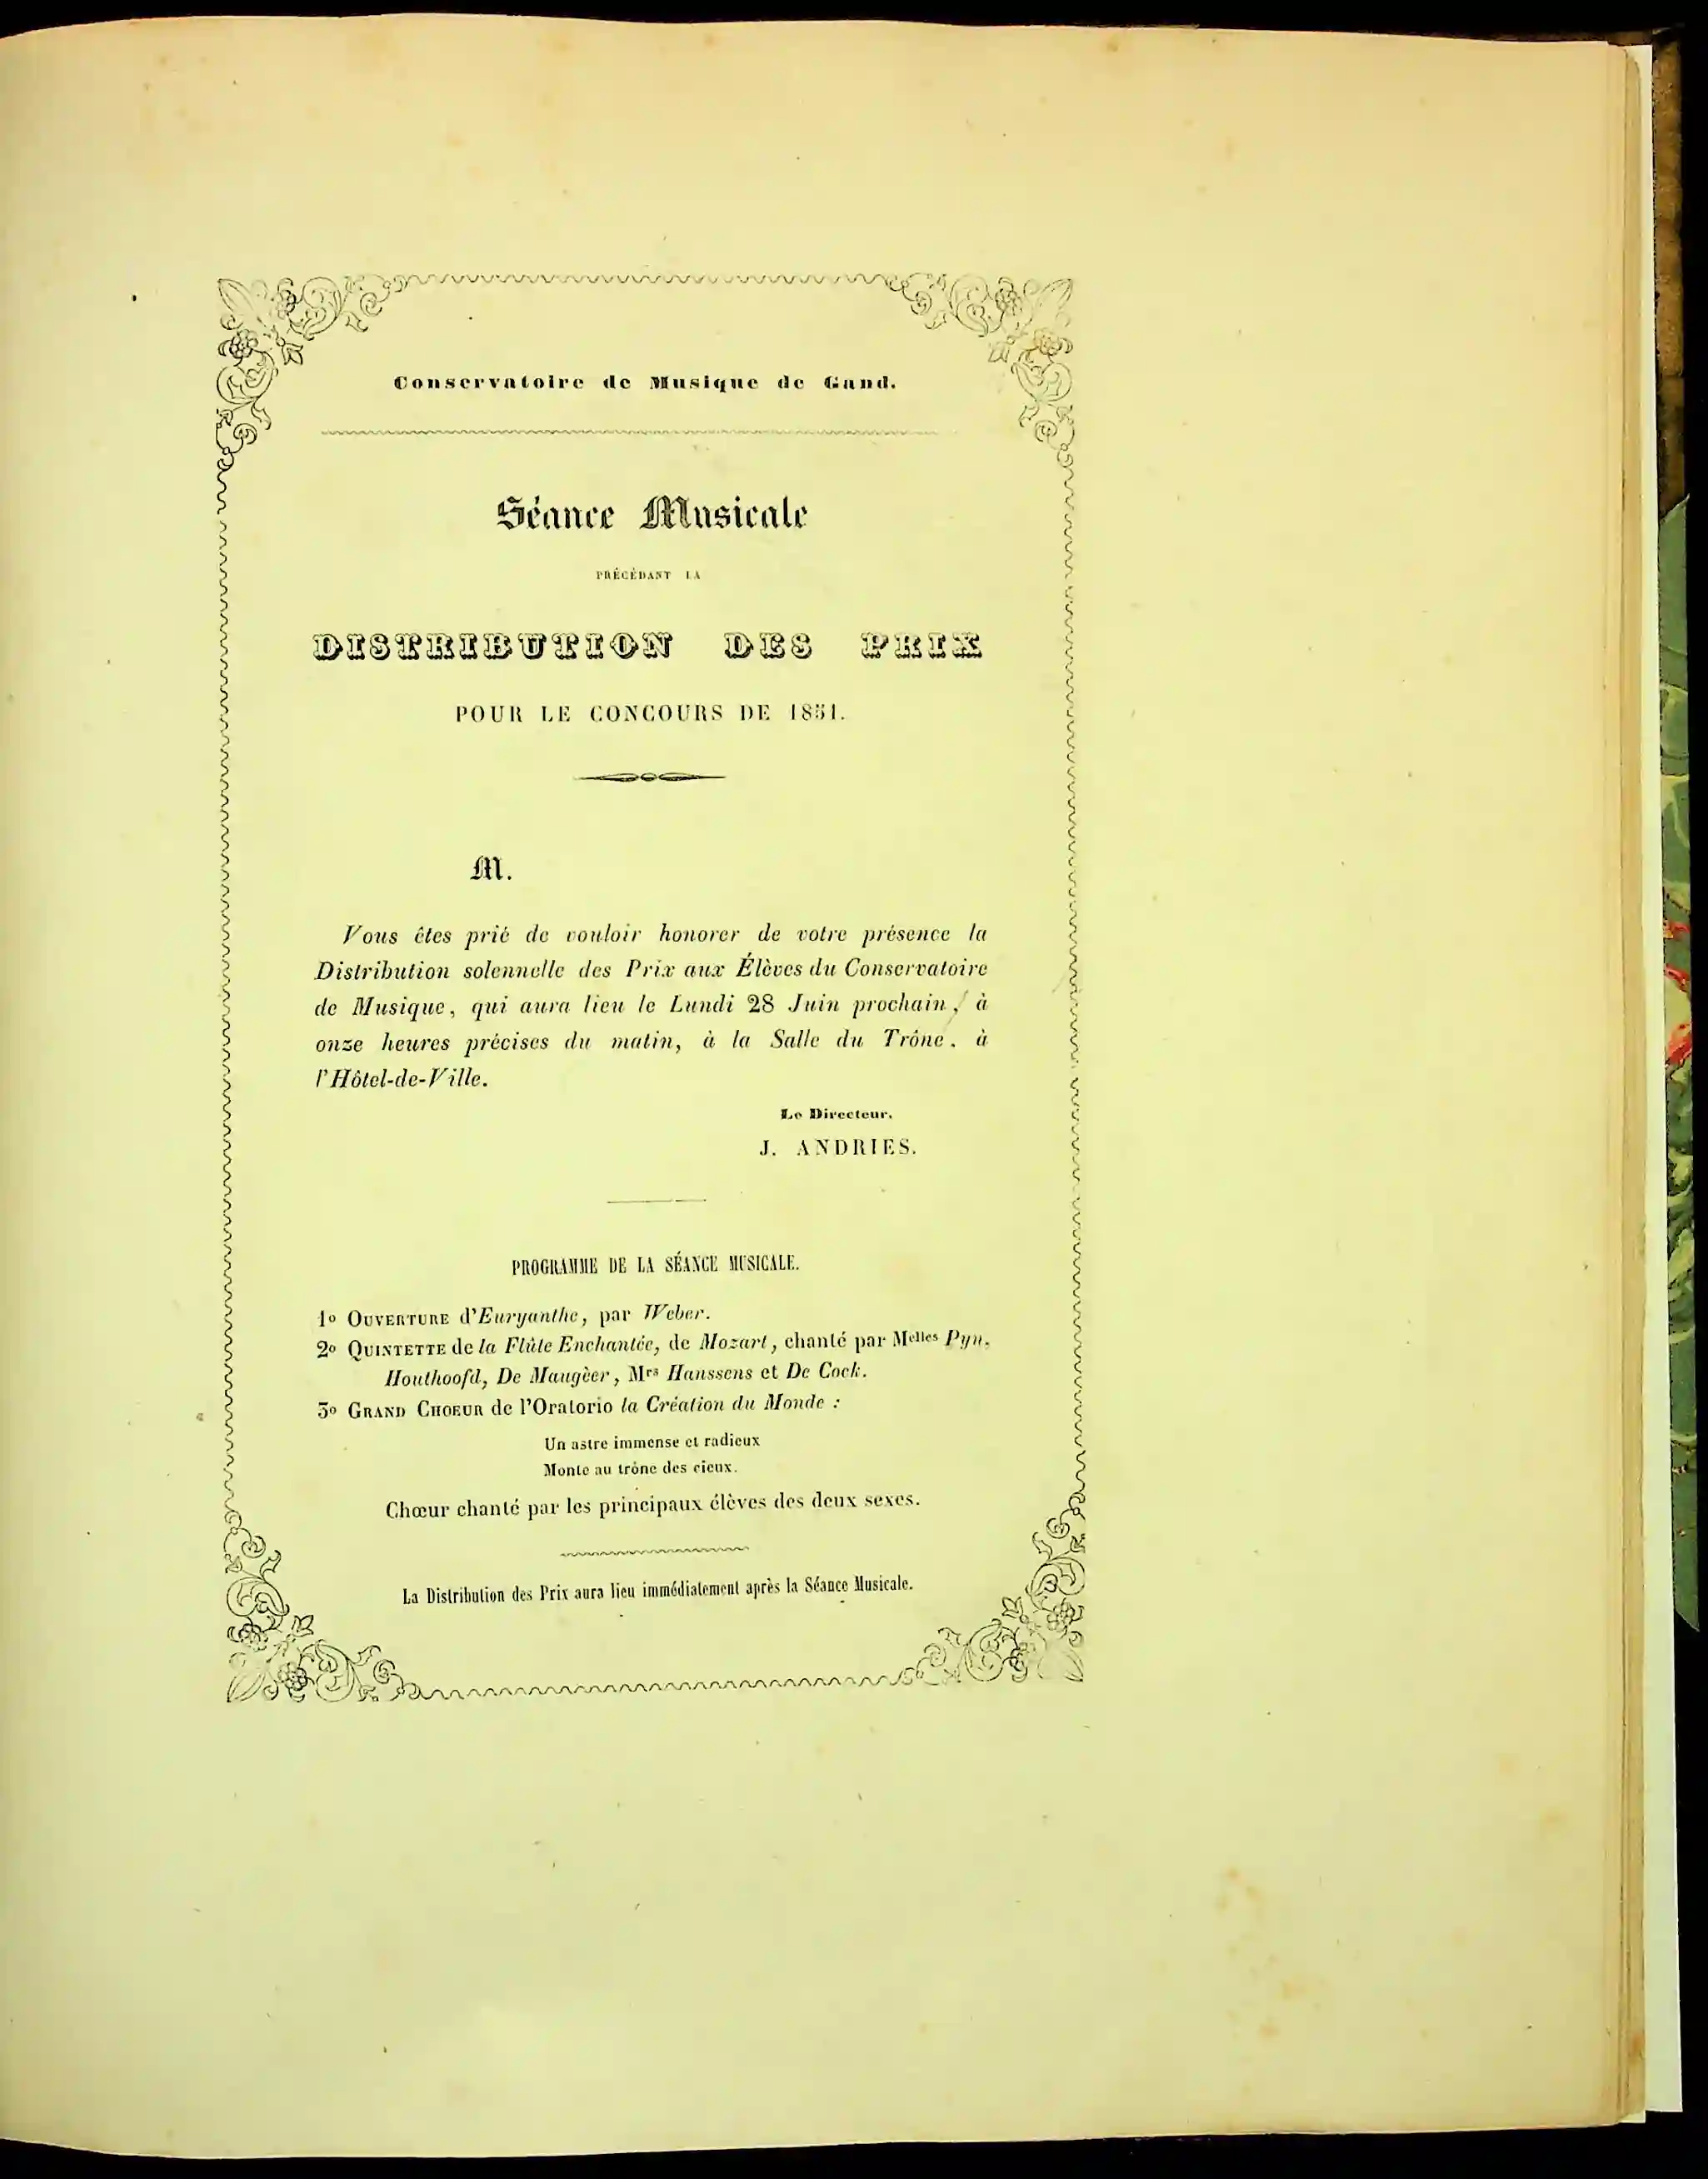 Conservatoire de Musique de Gand.
Séance Musicale
PRÉCÉDANT LA
DISTRIBUTION DES PRIX
POUR LE CONCOURS DE 1851.
M.
Vous êtes prié de vouloir honorer de votre présence la
Distribution solennelle des Prix aux Élèves du Conservatoire
de Musique, qui aura lieu le Lundi 28 Juin prochain, à
onze heures précises du matin, à la Salle du Trône, à
l'Hôtel-de-Ville.
Le Directeur,
J. ANDRIES.
PROGRAMME DE LA SÉANCE MUSICALE.
1o OUVERTURE d'Euryanthe, par Weber.
2o QUINTETTE de la Flûte Enchantée, de Mozart, chanté par Melles Pyn,
Houthoofd, De Maugèer, Mrs Hanssens et De Cock.
3o GRAND CHOEUR de l'Oratorio la Création du Monde :
Un astre immense et radieux
Monte au trône des cieux.
Chœur chanté par les principaux élèves des deux sexes.
La Distribution des Prix aura lieu immédiatement après la Séance Musicale.